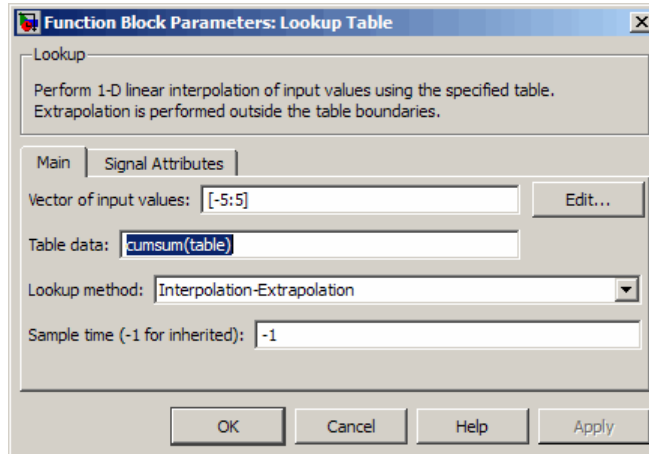 Function Block Parameters: Lookup Table
Lookup
Perform 1-D linear interpolation of input values using the specified table.
Extrapolation is performed outside the table boundaries.
Main Signal Attributes
Vector of input values: [-5:5] Edit...
Table data: cumsum(table)
Lookup method: Interpolation-Extrapolation
Sample time (-1 for inherited): -1
OK Cancel Help Apply